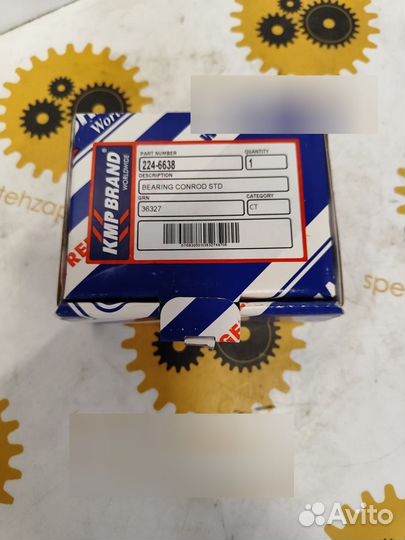 KMP BRAND
WORLDWIDE
PART NUMBER
QUANTITY
224-6638
1
DESCRIPTION
BEARING CONROD STD
GRN
CATEGORY
36327
CT
Avito